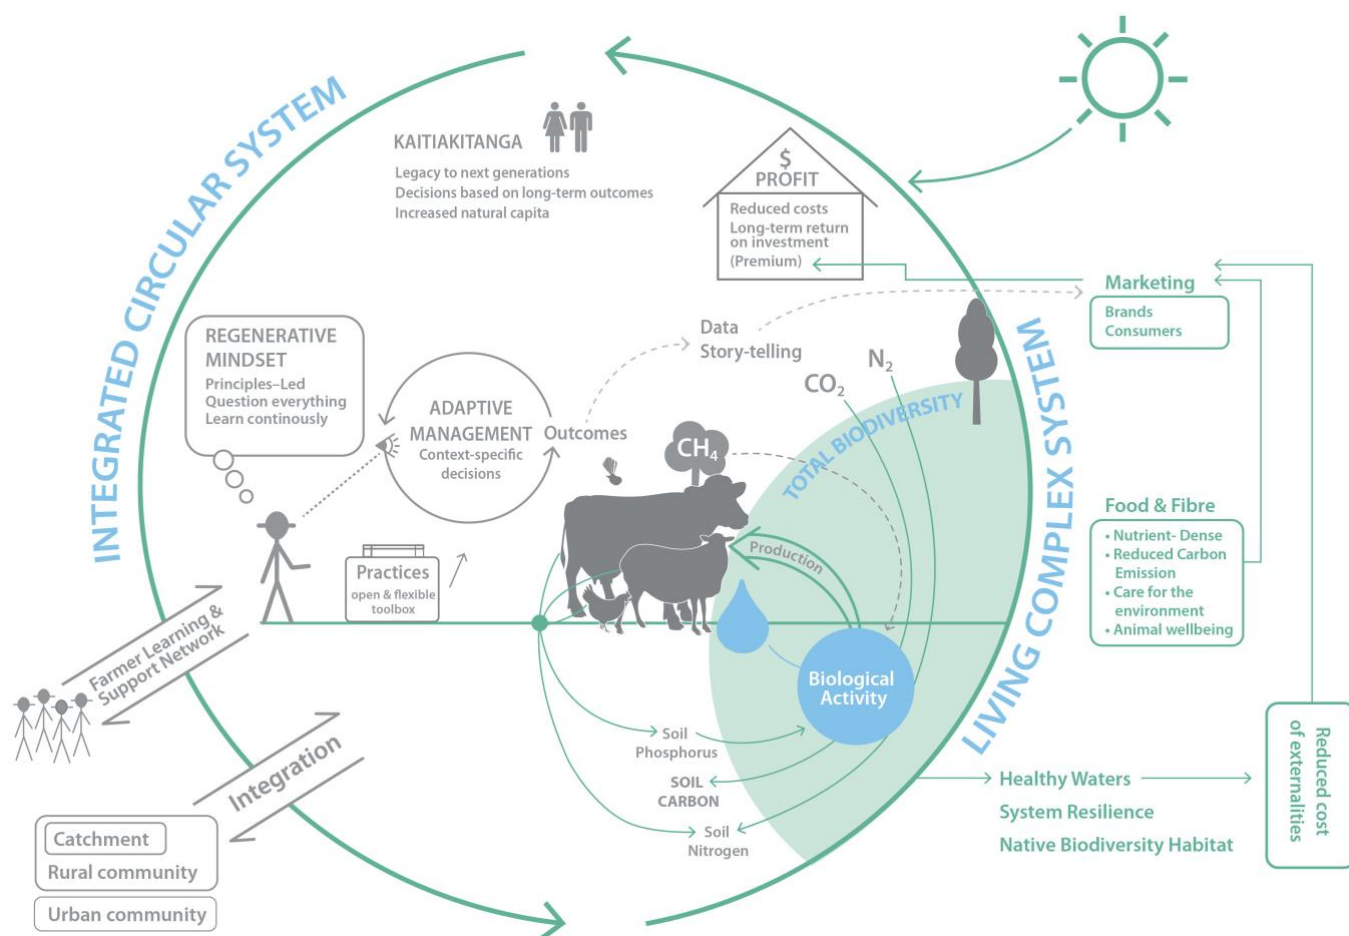 INTEGRATED CIRCULAR SYSTEM
KAITIAKITANGA
Legacy to next generations
Decisions based on long-term outcomes
Increased natural capita
$
PROFIT
Reduced costs
Long-term return
on investment
(Premium)
Marketing
Brands
Consumers
REGENERATIVE
MINDSET
Principles–Led
Question everything
Learn continously
ADAPTIVE
MANAGEMENT
Context-specific
decisions
Outcomes
Data
Story-telling
CO2
N2
CH4
TOTAL BIODIVERSITY
LIVING COMPLEX SYSTEM
Production
Practices
open & flexible
toolbox
Food & Fibre
• Nutrient- Dense
• Reduced Carbon
Emission
• Care for the
environment
• Animal wellbeing
Farmer Learning &
Support Network
Biological
Activity
Soil
Phosphorus
SOIL
CARBON
Soil
Nitrogen
Integration
Catchment
Rural community
Urban community
Healthy Waters
System Resilience
Native Biodiversity Habitat
Reduced cost
of externalities